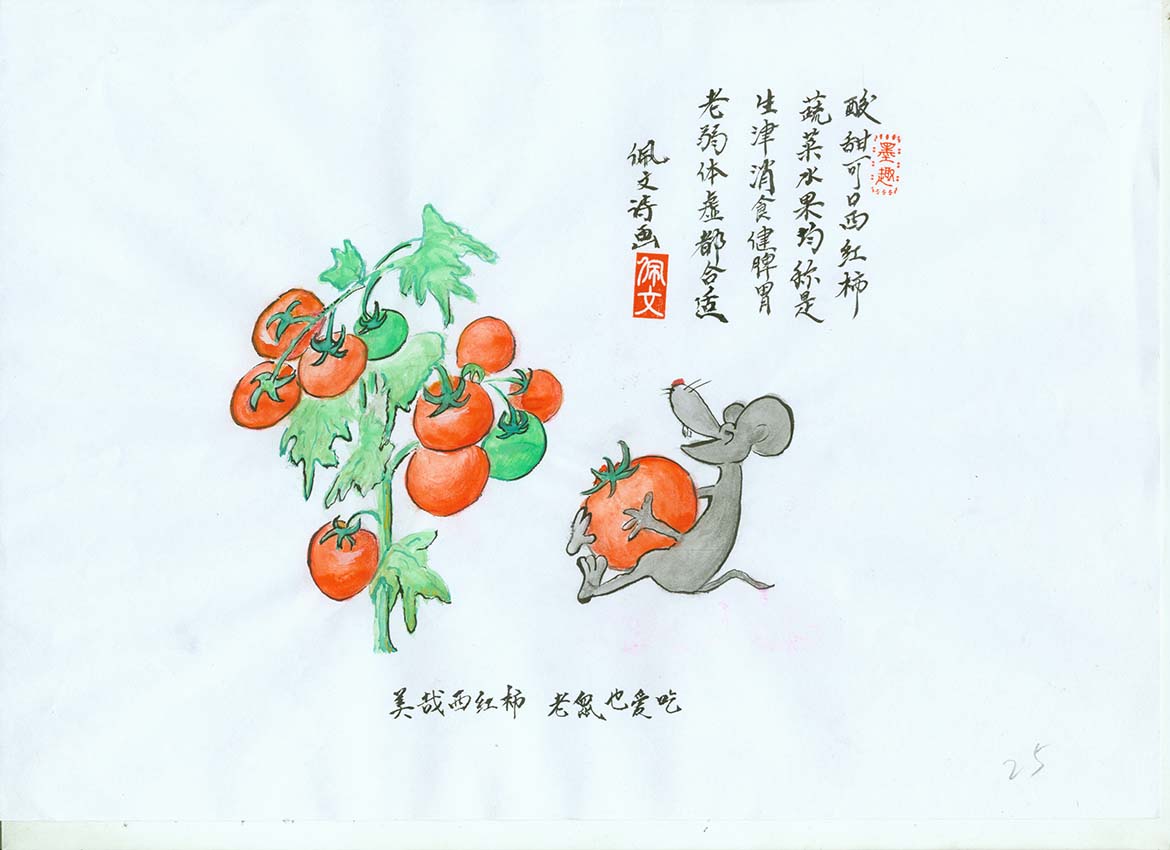 酸甜可口西红柿
蔬菜水果均称是
生津消食健脾胃
老弱体虚都合适
佩文诗画
佩文
墨趣
美哉西红柿 老鼠也爱吃
25